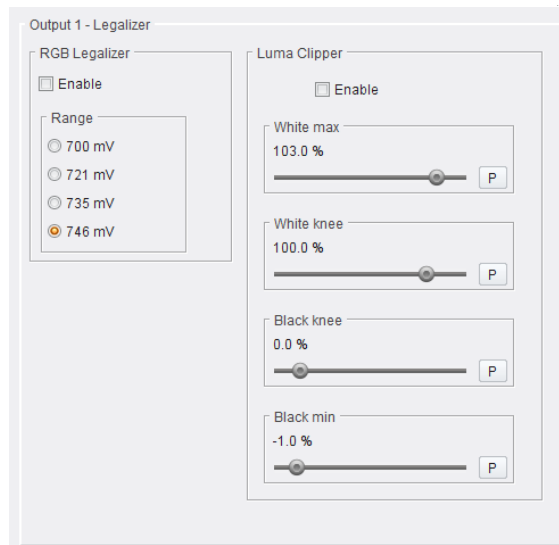 Output 1 - Legalizer
RGB Legalizer
Enable
Range
700 mV
721 mV
735 mV
746 mV
Luma Clipper
Enable
White max
103.0 %
P
White knee
100.0 %
P
Black knee
0.0 %
P
Black min
-1.0 %
P